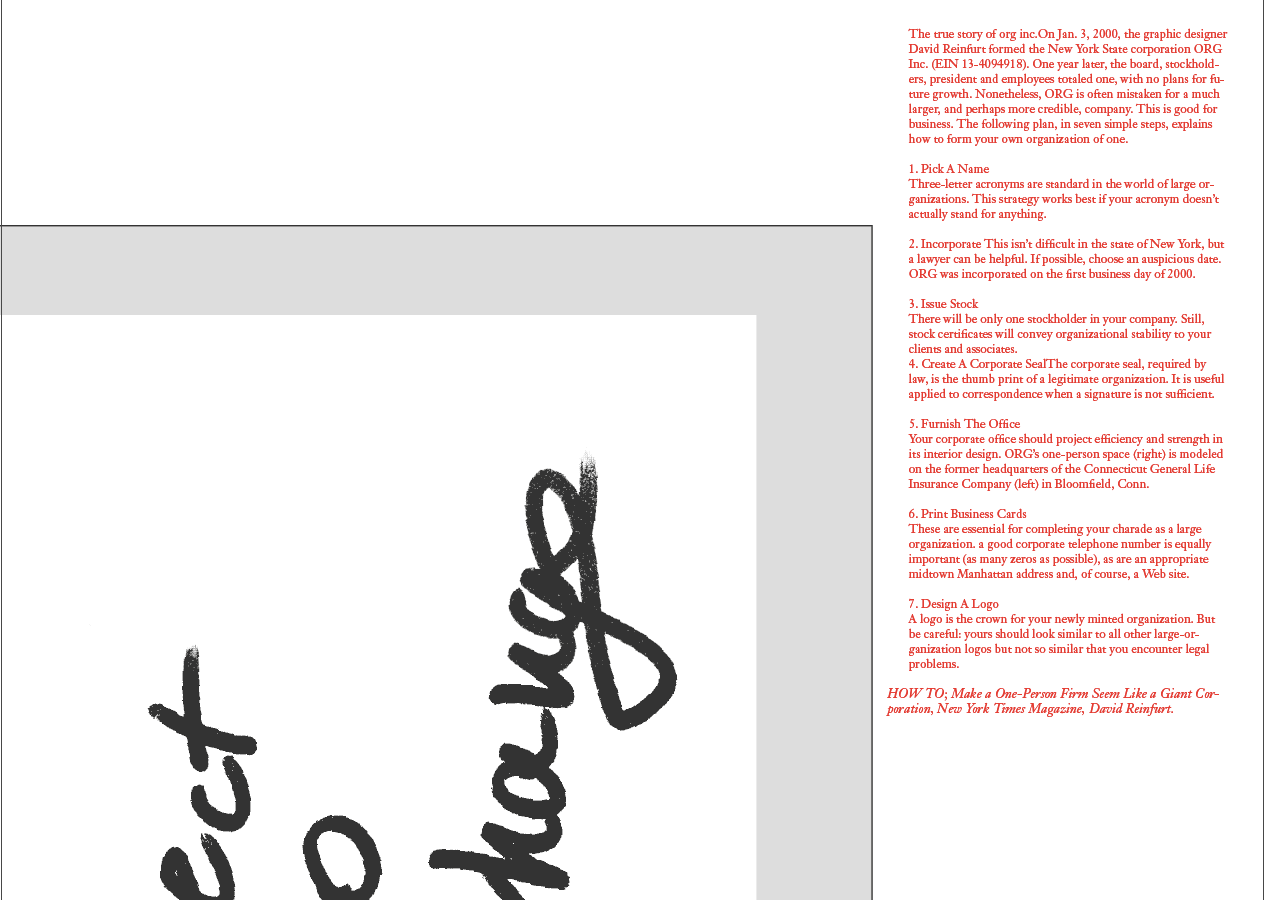 The true story of org inc.On Jan. 3, 2000, the graphic designer
David Reinfurt formed the New York State corporation ORG
Inc. (EIN 13-4094918). One year later, the board, stockhold-
ers, president and employees totaled one, with no plans for fu-
ture growth. Nonetheless, ORG is often mistaken for a much
larger, and perhaps more credible, company. This is good for
business. The following plan, in seven simple steps, explains
how to form your own organization of one.
1. Pick A Name
Three-letter acronyms are standard in the world of large or-
ganizations. This strategy works best if your acronym doesn’t
actually stand for anything.
2. Incorporate This isn’t difficult in the state of New York, but
a lawyer can be helpful. If possible, choose an auspicious date.
ORG was incorporated on the first business day of 2000.
3. Issue Stock
There will be only one stockholder in your company. Still,
stock certificates will convey organizational stability to your
clients and associates.
4. Create A Corporate SealThe corporate seal, required by
law, is the thumb print of a legitimate organization. It is useful
applied to correspondence when a signature is not sufficient.
5. Furnish The Office
Your corporate office should project efficiency and strength in
its interior design. ORG’s one-person space (right) is modeled
on the former headquarters of the Connecticut General Life
Insurance Company (left) in Bloomfield, Conn.
6. Print Business Cards
These are essential for completing your charade as a large
organization. a good corporate telephone number is equally
important (as many zeros as possible), as are an appropriate
midtown Manhattan address and, of course, a Web site.
7. Design A Logo
A logo is the crown for your newly minted organization. But
be careful: yours should look similar to all other large-or-
ganization logos but not so similar that you encounter legal
problems.
HOW TO; Make a One-Person Firm Seem Like a Giant Cor-
poration, New York Times Magazine, David Reinfurt.
ect
o